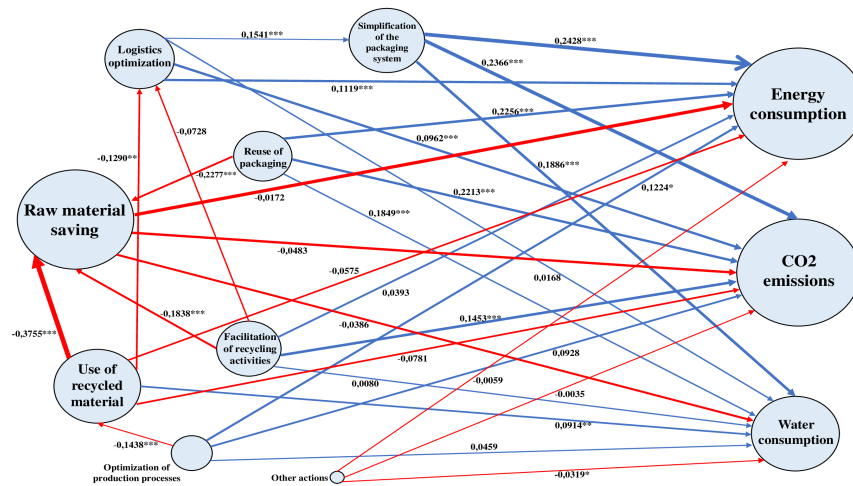 0,1541***
Simplification
of the
packaging
system
0,2428***
Logistics
optimization
0,2366***
0,1119***
Energy
consumption
0,2256***
-0,0728
0,0962***
Reuse of
packaging
-0,1290**
0,1886***
-0,2277***
0,1224*
-0,0172
0,2213***
Raw material
saving
0,1849***
-0,0483
CO2
emissions
-0,0575
0,0168
0,0393
-0,1838***
0,1453***
-0,0386
-0,3755***
Facilitation
of recycling
activities
0,0928
-0,0781
Use of
recycled
material
-0,0059
0,0080
-0,0035
0,0914**
Water
consumption
-0,1438***
0,0459
Optimization of
production processes
Other actions
-0,0319*